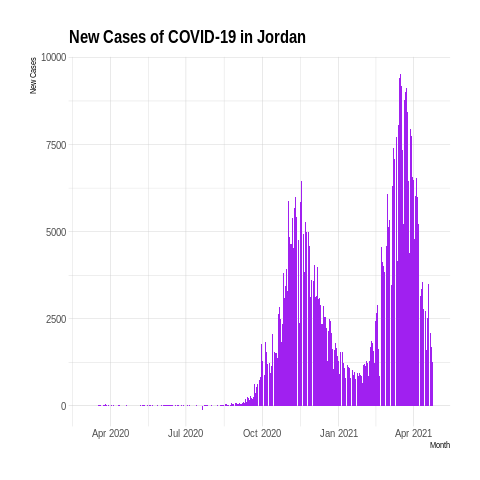 New Cases of COVID-19 in Jordan
New Cases
10000
7500
5000
2500
0
Apr 2020 Jul 2020 Oct 2020 Jan 2021 Apr 2021
Month